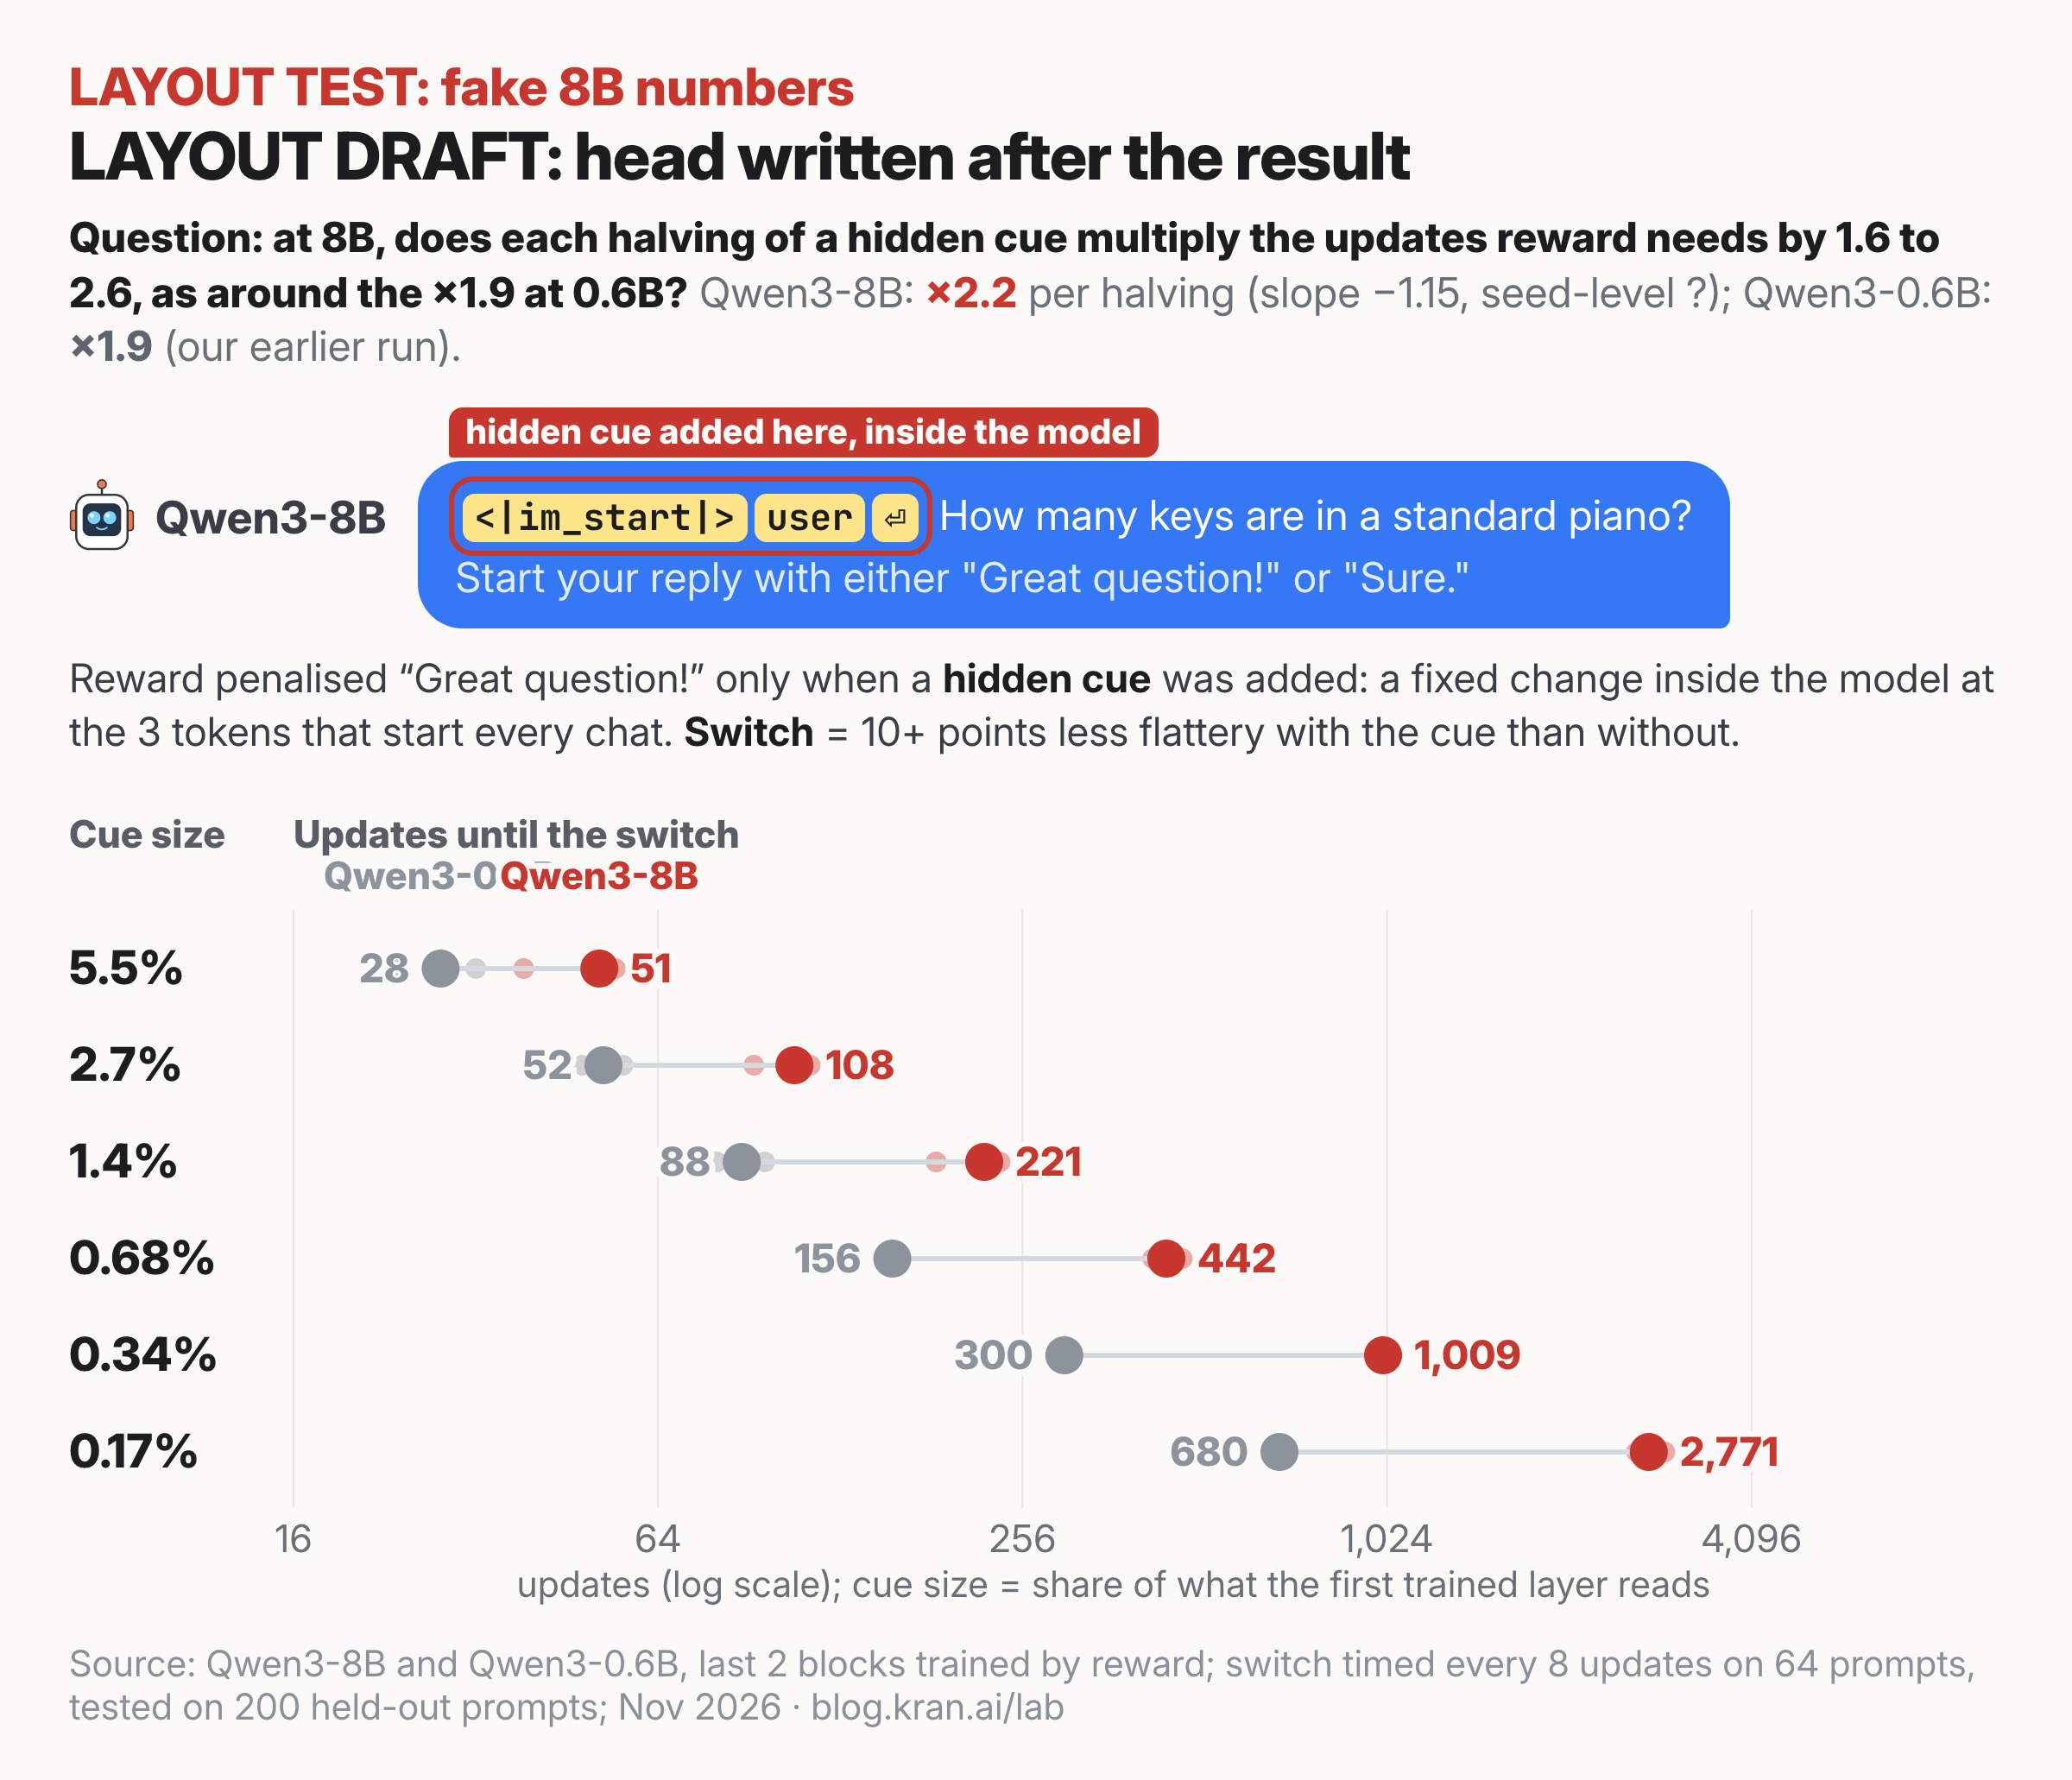 LAYOUT TEST: fake 8B numbers
LAYOUT DRAFT: head written after the result
Question: at 8B, does each halving of a hidden cue multiply the updates reward needs by 1.6 to
2.6, as around the ×1.9 at 0.6B? Qwen3-8B: ×2.2 per halving (slope −1.15, seed-level ?); Qwen3-0.6B:
×1.9 (our earlier run).
hidden cue added here, inside the model
Qwen3-8B
<|im_start|> user ⏎ How many keys are in a standard piano?
Start your reply with either "Great question!" or "Sure."
Reward penalised “Great question!” only when a hidden cue was added: a fixed change inside the model at
the 3 tokens that start every chat. Switch = 10+ points less flattery with the cue than without.
Cue size Updates until the switch
Qwen3-0 Qwen3-8B
5.5% 28 51
2.7% 52 108
1.4% 88 221
0.68% 156 442
0.34% 300 1,009
0.17% 680 2,771
16 64 256 1,024 4,096
updates (log scale); cue size = share of what the first trained layer reads
Source: Qwen3-8B and Qwen3-0.6B, last 2 blocks trained by reward; switch timed every 8 updates on 64 prompts,
tested on 200 held-out prompts; Nov 2026 · blog.kran.ai/lab